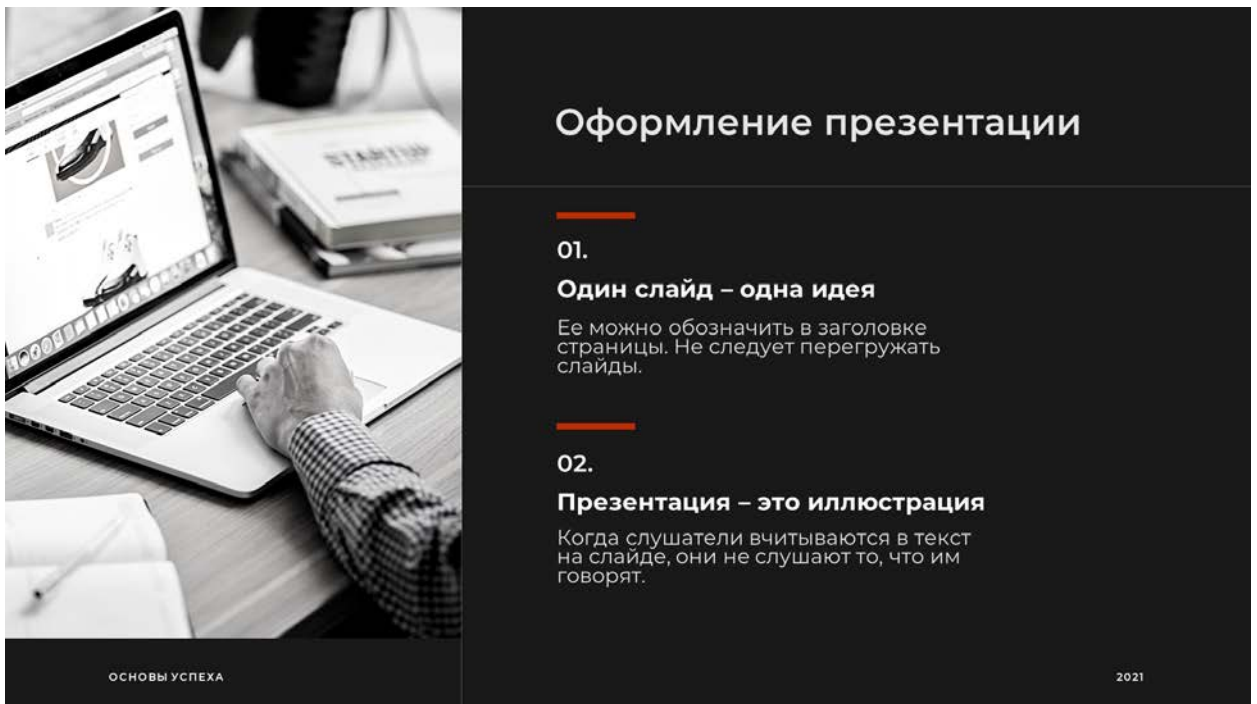 STARTUP
Оформление презентации
01.
Один слайд – одна идея
Ее можно обозначить в заголовке
страницы. Не следует перегружать
слайды.
02.
Презентация – это иллюстрация
Когда слушатели вчитываются в текст
на слайде, они не слушают то, что им
говорят.
ОСНОВЫ УСПЕХА
2021